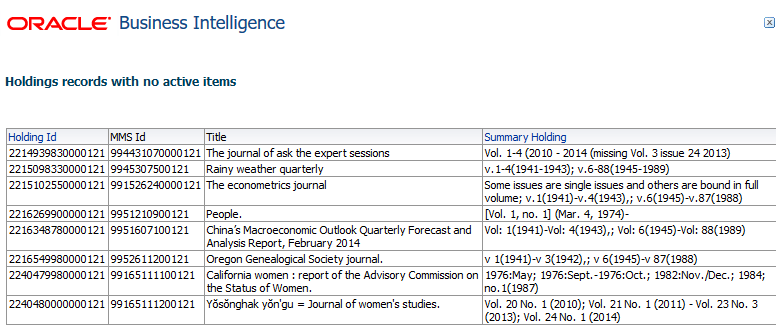 ORACLE Business Intelligence
Holdings records with no active items
Holding Id MMS Id Title Summary Holding
2214939830000121 994431070000121 The journal of ask the expert sessions Vol. 1-4 (2010 - 2014 (missing Vol. 3 issue 24 2013)
2215098330000121 9945307500121 Rainy weather quarterly v.1-4(1941-1943); v.6-88(1945-1989)
2215102550000121 991526240000121 The econometrics journal Some issues are single issues and others are bound in full
volume; v.1(1941)-v.4(1943),; v.6(1945)-v.87(1988)
2216269900000121 9951210900121 People. [Vol. 1, no. 1] (Mar. 4, 1974)-
2216348780000121 9951607100121 China's Macroeconomic Outlook Quarterly Forecast and Vol: 1(1941)-Vol: 4(1943),; Vol: 6(1945)-Vol: 88(1989)
Analysis Report, February 2014
2216549980000121 9952611200121 Oregon Genealogical Society journal. v 1(1941)-v 3(1942),; v 6(1945)-v 87(1988)
2240479980000121 99165111100121 California women : report of the Advisory Commission on 1976:May; 1976:Sept.-1976:Oct.; 1982:Nov./Dec.; 1984;
the Status of Women. no.1(1987)
2240480000000121 99165111200121 Yŏsŏnghak yŏn'gu = Journal of women's studies. Vol. 20 No. 1 (2010); Vol. 21 No. 1 (2011) - Vol. 23 No. 3
(2013); Vol. 24 No. 1 (2014)